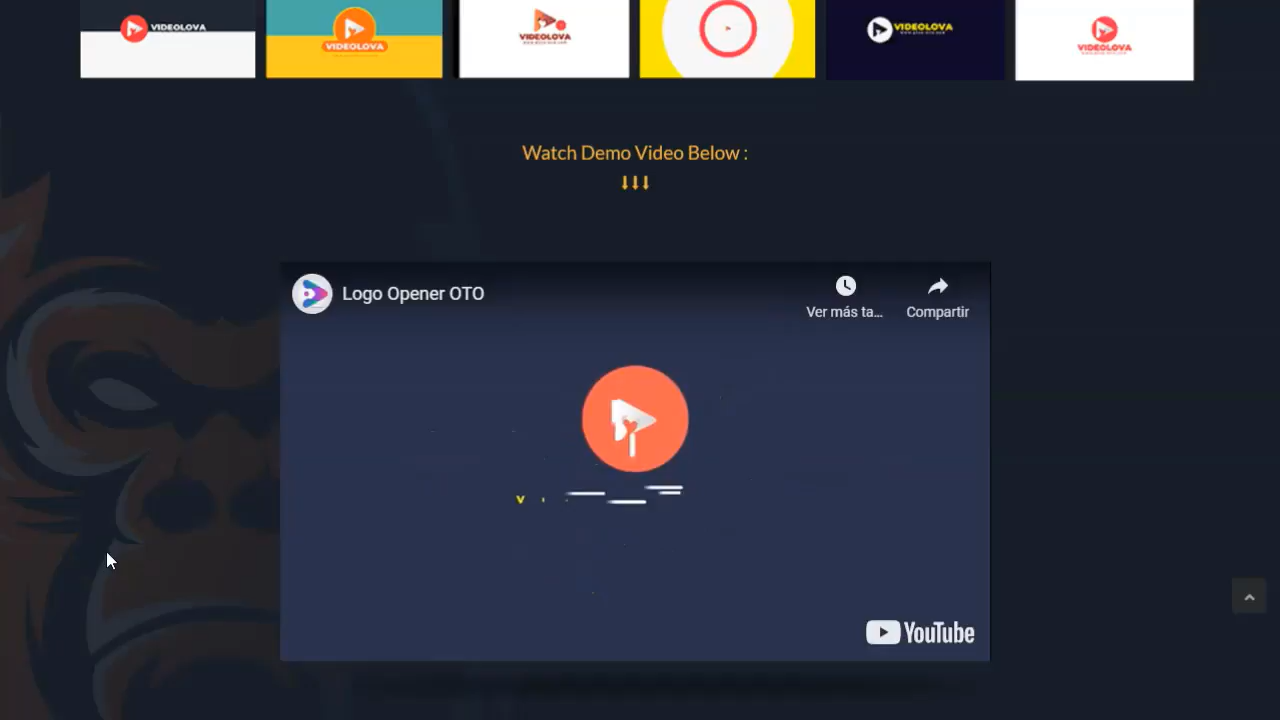 VIDEOLOVA
VIDEOLOVA
VIDEOLOVA
VIDEOLOVA
VIDEOLOVA
Watch Demo Video Below :
Logo Opener OTO
Ver más ta...
Compartir
V
YouTube